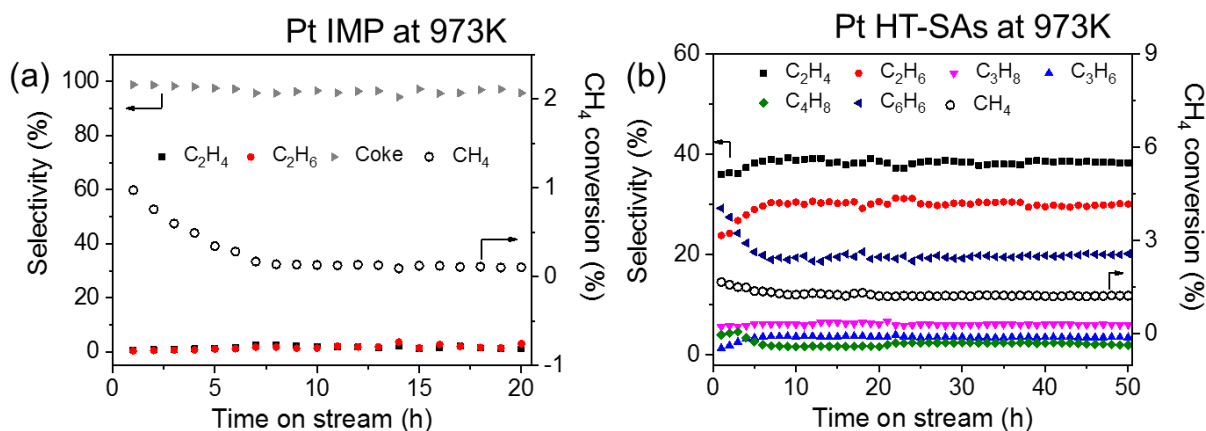 Pt IMP at 973K
(a)
Selectivity (%)
100
80
60
40
20
0
C₂H₄ C₂H₆ Coke CH₄
2
1
0
-1
CH₄ conversion (%)
0 5 10 15 20
Time on stream (h)
Pt HT-SAs at 973K
(b)
Selectivity (%)
60
40
20
0
C₂H₄ C₂H₆ C₃H₈ C₃H₆
C₄H₈ C₆H₆ CH₄
9
6
3
0
CH₄ conversion (%)
0 10 20 30 40 50
Time on stream (h)